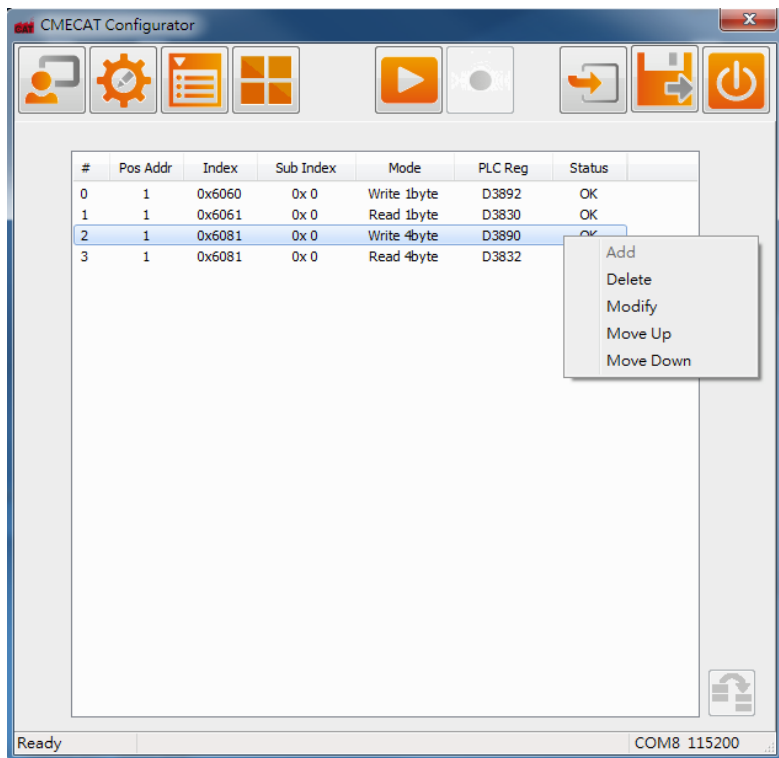 CAT CMECAT Configurator
# Pos Addr Index Sub Index Mode PLC Reg Status
0 1 0x6060 0x 0 Write 1byte D3892 OK
1 1 0x6061 0x 0 Read 1byte D3830 OK
2 1 0x6081 0x 0 Write 4byte D3890 OK
3 1 0x6081 0x 0 Read 4byte D3832
Add
Delete
Modify
Move Up
Move Down
Ready COM8 115200